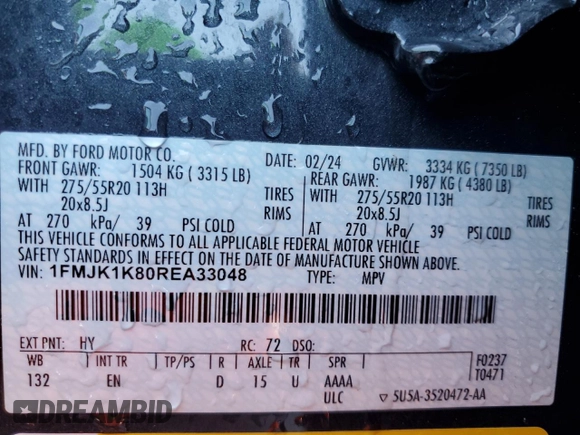 MFD. BY FORD MOTOR CO.
DATE: 02/24 GVWR: 3334 KG ( 7350 LB)
FRONT GAWR: 1504 KG ( 3315 LB) REAR GAWR: 1987 KG ( 4380 LB)
WITH 275/55R20 113H TIRES WITH 275/55R20 113H TIRES
20x8.5J RIMS 20x8.5J RIMS
AT 270 kPa/ 39 PSI COLD AT 270 kPa/ 39 PSI COLD
THIS VEHICLE CONFORMS TO ALL APPLICABLE FEDERAL MOTOR VEHICLE
SAFETY STANDARDS IN EFFECT ON THE DATE OF MANUFACTURE SHOWN ABOVE.
VIN: 1FMJK1K80REA33048 TYPE: MPV
EXT PNT: HY RC: 72 DSO:
WB INT TR TP/PS R AXLE TR SPR F0237
132 EN D 15 U AAAA T0471
ULC ▽ 5U5A-3520472-AA
DREAMBID